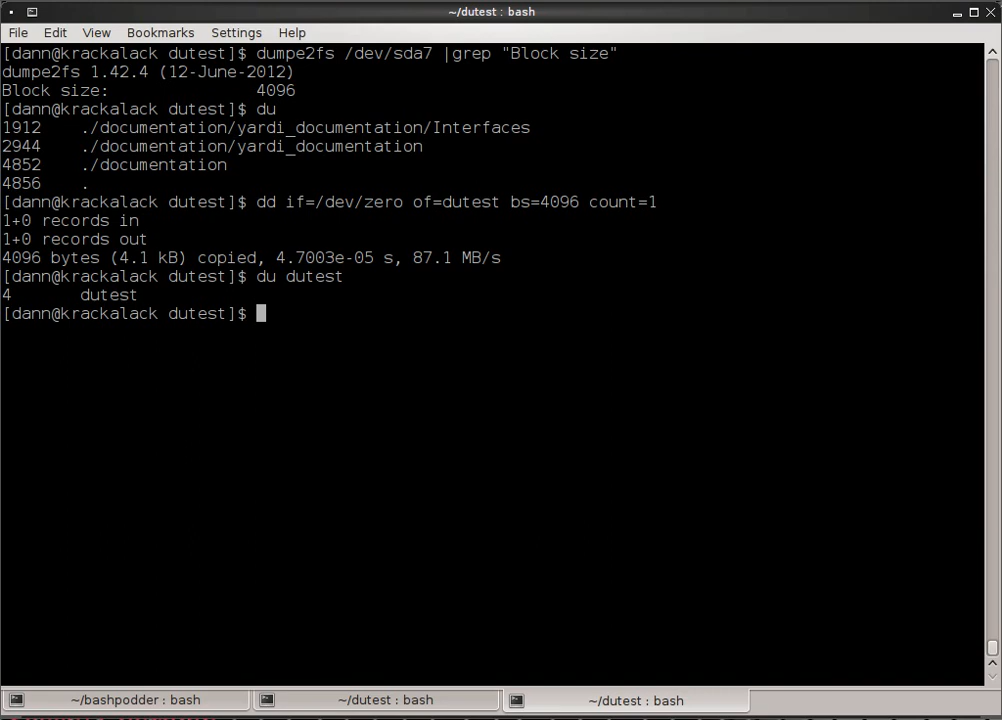 ~/dutest : bash
File Edit View Bookmarks Settings Help
[dann@krackalack dutest]$ dumpe2fs /dev/sda7 |grep "Block size"
dumpe2fs 1.42.4 (12-June-2012)
Block size:               4096
[dann@krackalack dutest]$ du
1912    ./documentation/yardi_documentation/Interfaces
2944    ./documentation/yardi_documentation
4852    ./documentation
4856    .
[dann@krackalack dutest]$ dd if=/dev/zero of=dutest bs=4096 count=1
1+0 records in
1+0 records out
4096 bytes (4.1 kB) copied, 4.7003e-05 s, 87.1 MB/s
[dann@krackalack dutest]$ du dutest
4       dutest
[dann@krackalack dutest]$
~/bashpodder : bash ~/dutest : bash ~/dutest : bash